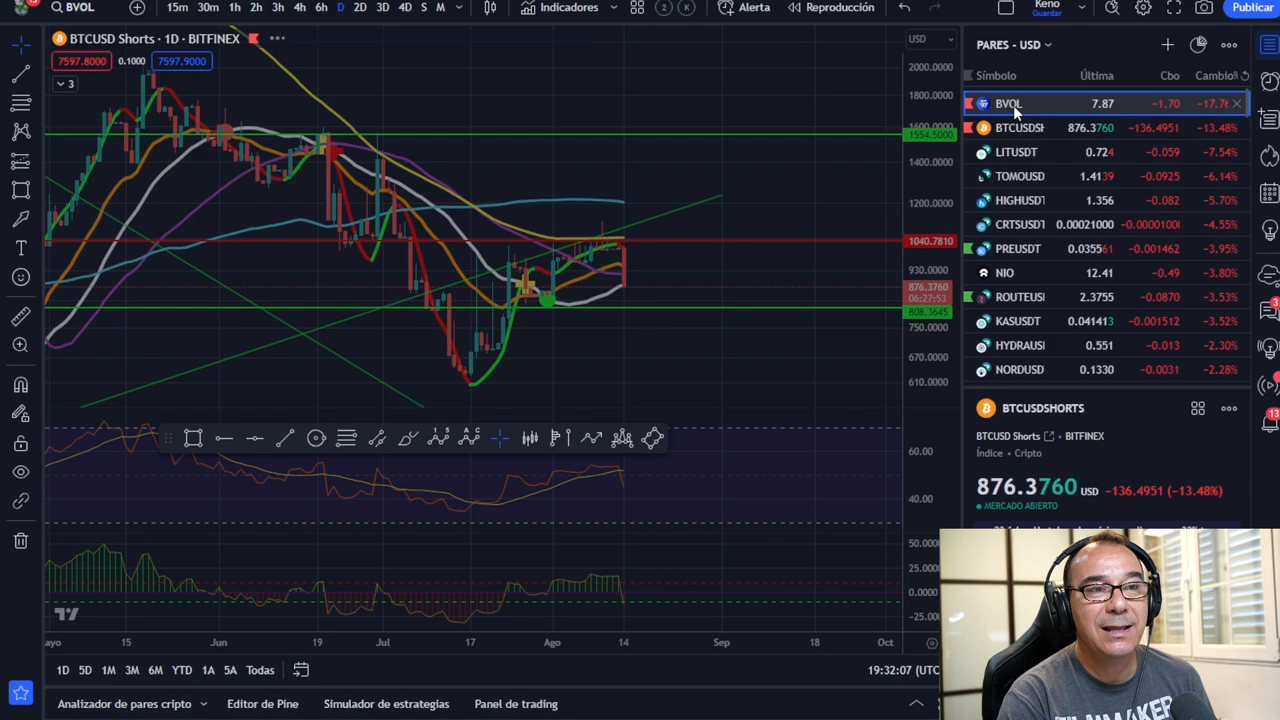 BVOL 15m 30m 1h 2h 3h 4h 6h D 2D 3D 4D S M Indicadores 2 K Alerta Reproducción Keno Guardar Publicar
BTCUSD Shorts · 1D · BITFINEX
7597.8000 0.1000 7597.9000
3
USD
2000.0000
1800.0000
1600.0000
1554.5000
1400.0000
1200.0000
1040.7810
930.0000
876.3760
06:27:53
808.3645
750.0000
670.0000
610.0000
60.00
40.00
50.0000
25.0000
0.0000
−25.0000
ayo 15 Jun 19 Jul 17 Ago 14 Sep 18 Oct
1D 5D 1M 3M 6M YTD 1A 5A Todas 19:32:07 (UTC
Analizador de pares cripto Editor de Pine Simulador de estrategias Panel de trading
PARES - USD
Símbolo Última Cbo Cambio%
BVOL 7.87 −1.70 −17.76
BTCUSDSH 876.3760 −136.4951 −13.48%
LITUSDT 0.724 −0.059 −7.54%
TOMOUSD 1.4139 −0.0925 −6.14%
HIGHUSDT 1.356 −0.082 −5.70%
CRTSUSDT 0.00021000 −0.00001000 −4.55%
PREUSDT 0.035561 −0.001462 −3.95%
NIO 12.41 −0.49 −3.80%
ROUTEUSI 2.3755 −0.0870 −3.53%
KASUSDT 0.041413 −0.001512 −3.52%
HYDRAUSI 0.551 −0.013 −2.30%
NORDUSD 0.1330 −0.0031 −2.28%
BTCUSDSHORTS
BTCUSD Shorts BITFINEX
Índice • Cripto
876.3760 USD −136.4951 (−13.48%)
MERCADO ABIERTO
3
13
FILMMAKER